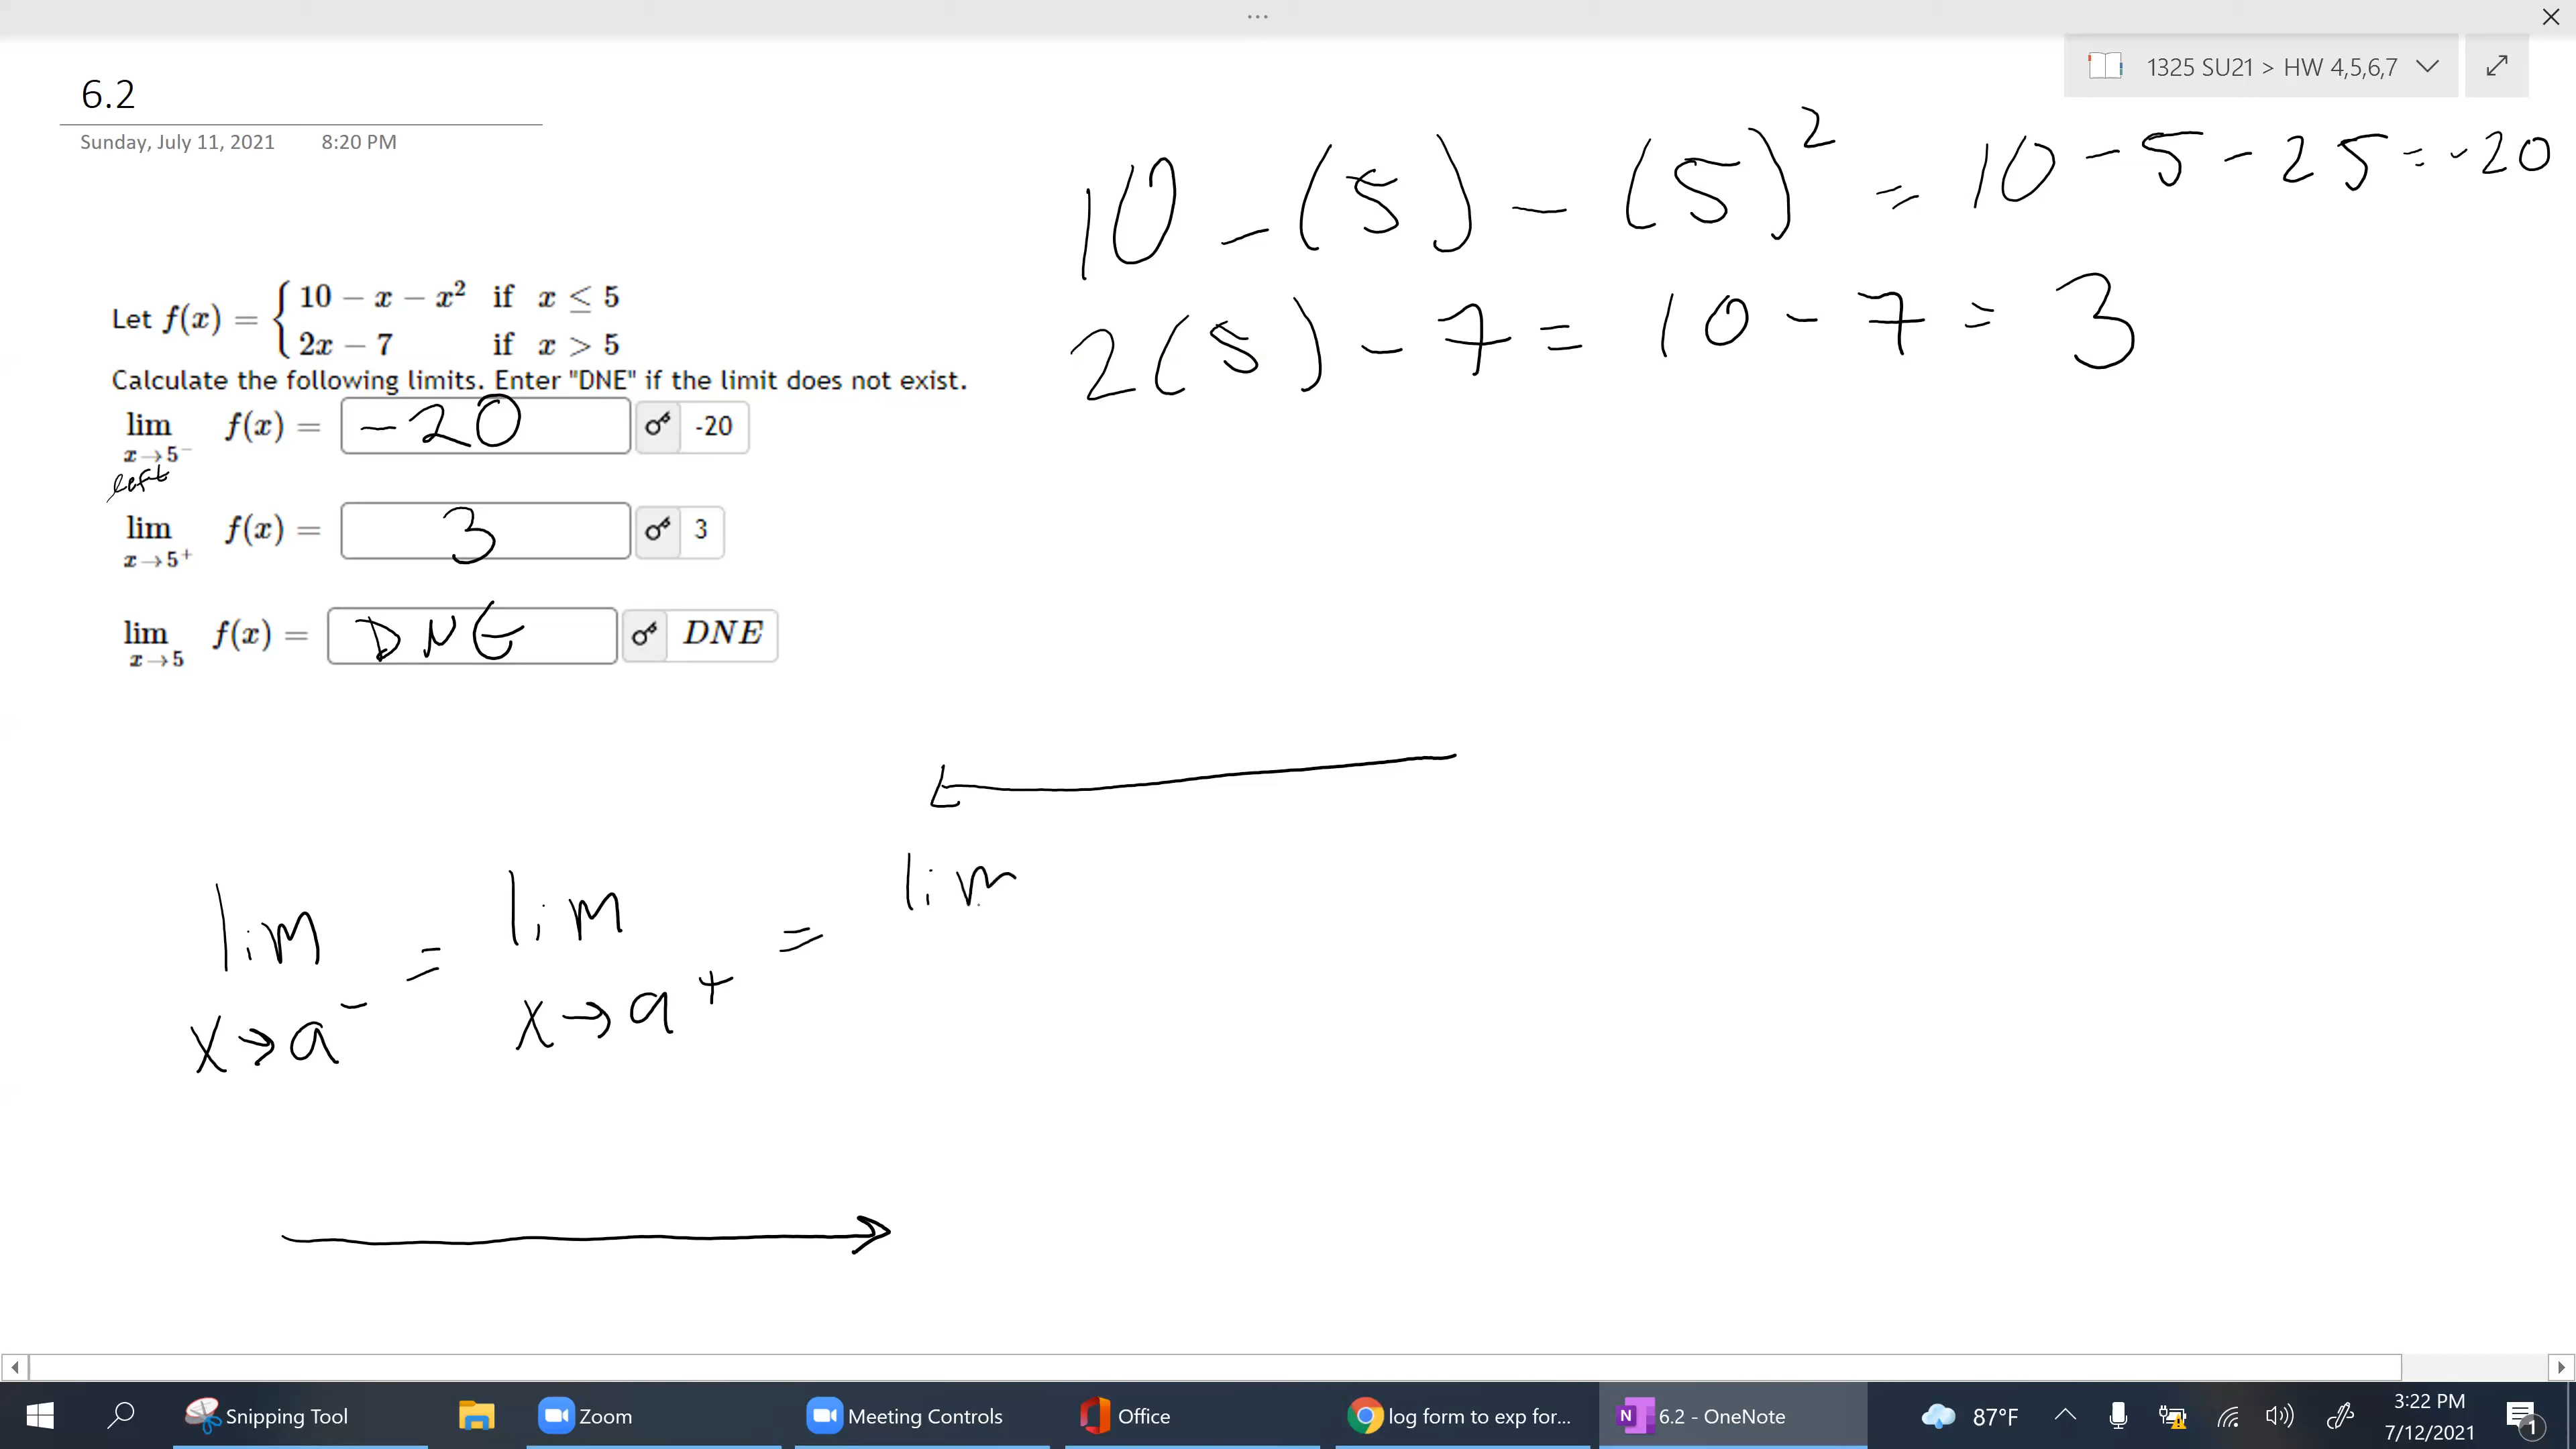 ...
1325 SU21 > HW 4,5,6,7
6.2
Sunday, July 11, 2021 8:20 PM
10 - (5) - (5)² = 10 - 5 - 25 = -20
2(5) - 7 = 10 - 7 = 3
Let f(x) = { 10 − x − x² if x ≤ 5
2x − 7 if x > 5
Calculate the following limits. Enter "DNE" if the limit does not exist.
lim x→5⁻ f(x) = -20 -20
left
lim x→5⁺ f(x) = 3 3
lim x→5 f(x) = DNE DNE
lim x→a⁻ = lim x→a⁺ = lim
Snipping Tool Zoom Meeting Controls Office log form to exp for... 6.2 - OneNote 87°F 3:22 PM
7/12/2021 1